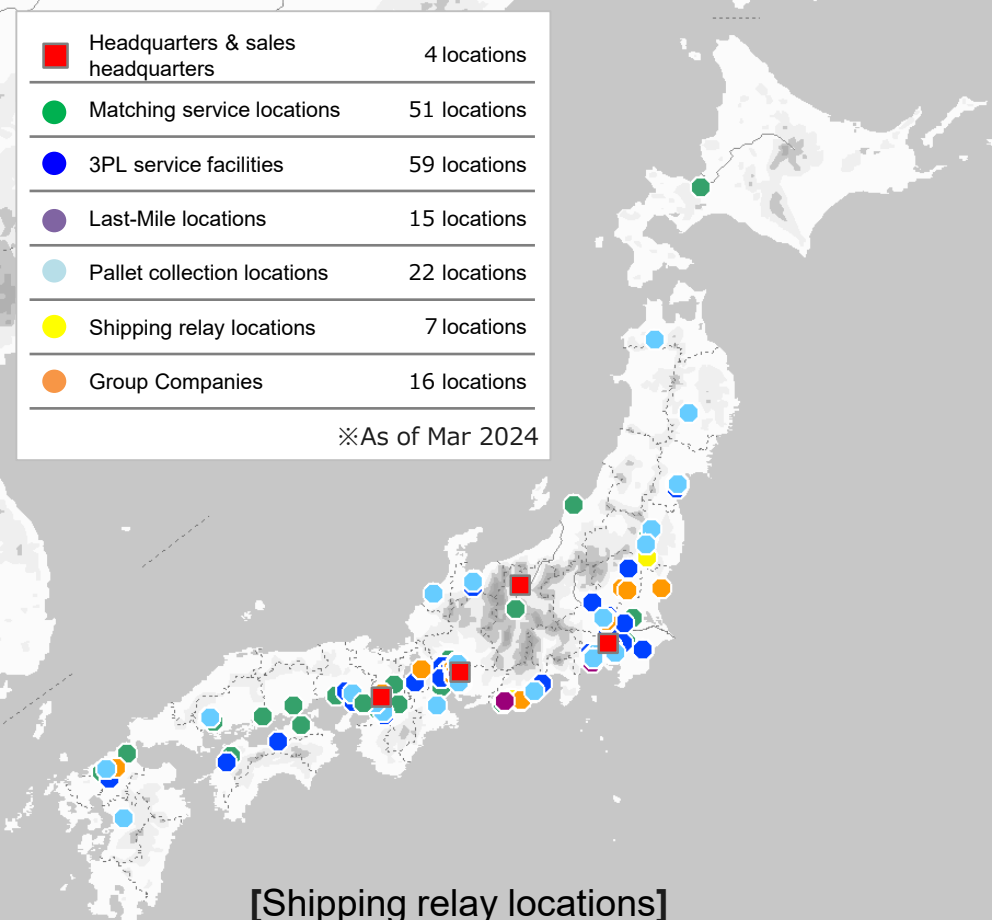 Headquarters & sales
headquarters
4 locations
Matching service locations 51 locations
3PL service facilities 59 locations
Last-Mile locations 15 locations
Pallet collection locations 22 locations
Shipping relay locations 7 locations
Group Companies 16 locations
※As of Mar 2024
[Shipping relay locations]